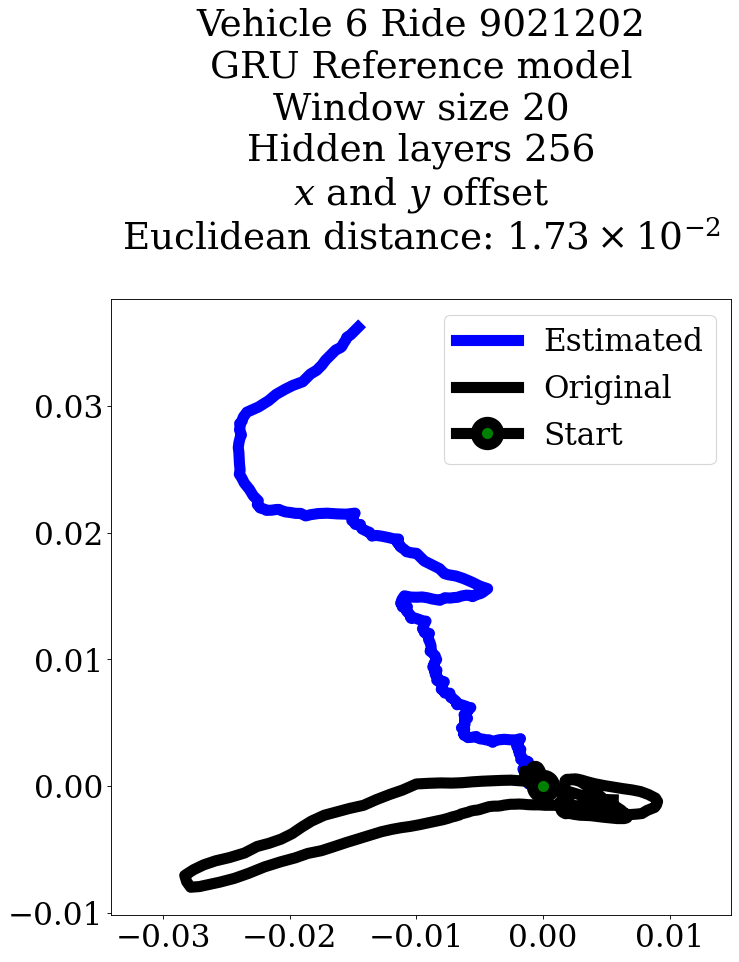 Vehicle 6 Ride 9021202
GRU Reference model
Window size 20
Hidden layers 256
x and y offset
Euclidean distance: 1.73 × 10⁻²
Estimated
Original
Start
0.03
0.02
0.01
0.00
−0.01
−0.03 −0.02 −0.01 0.00 0.01